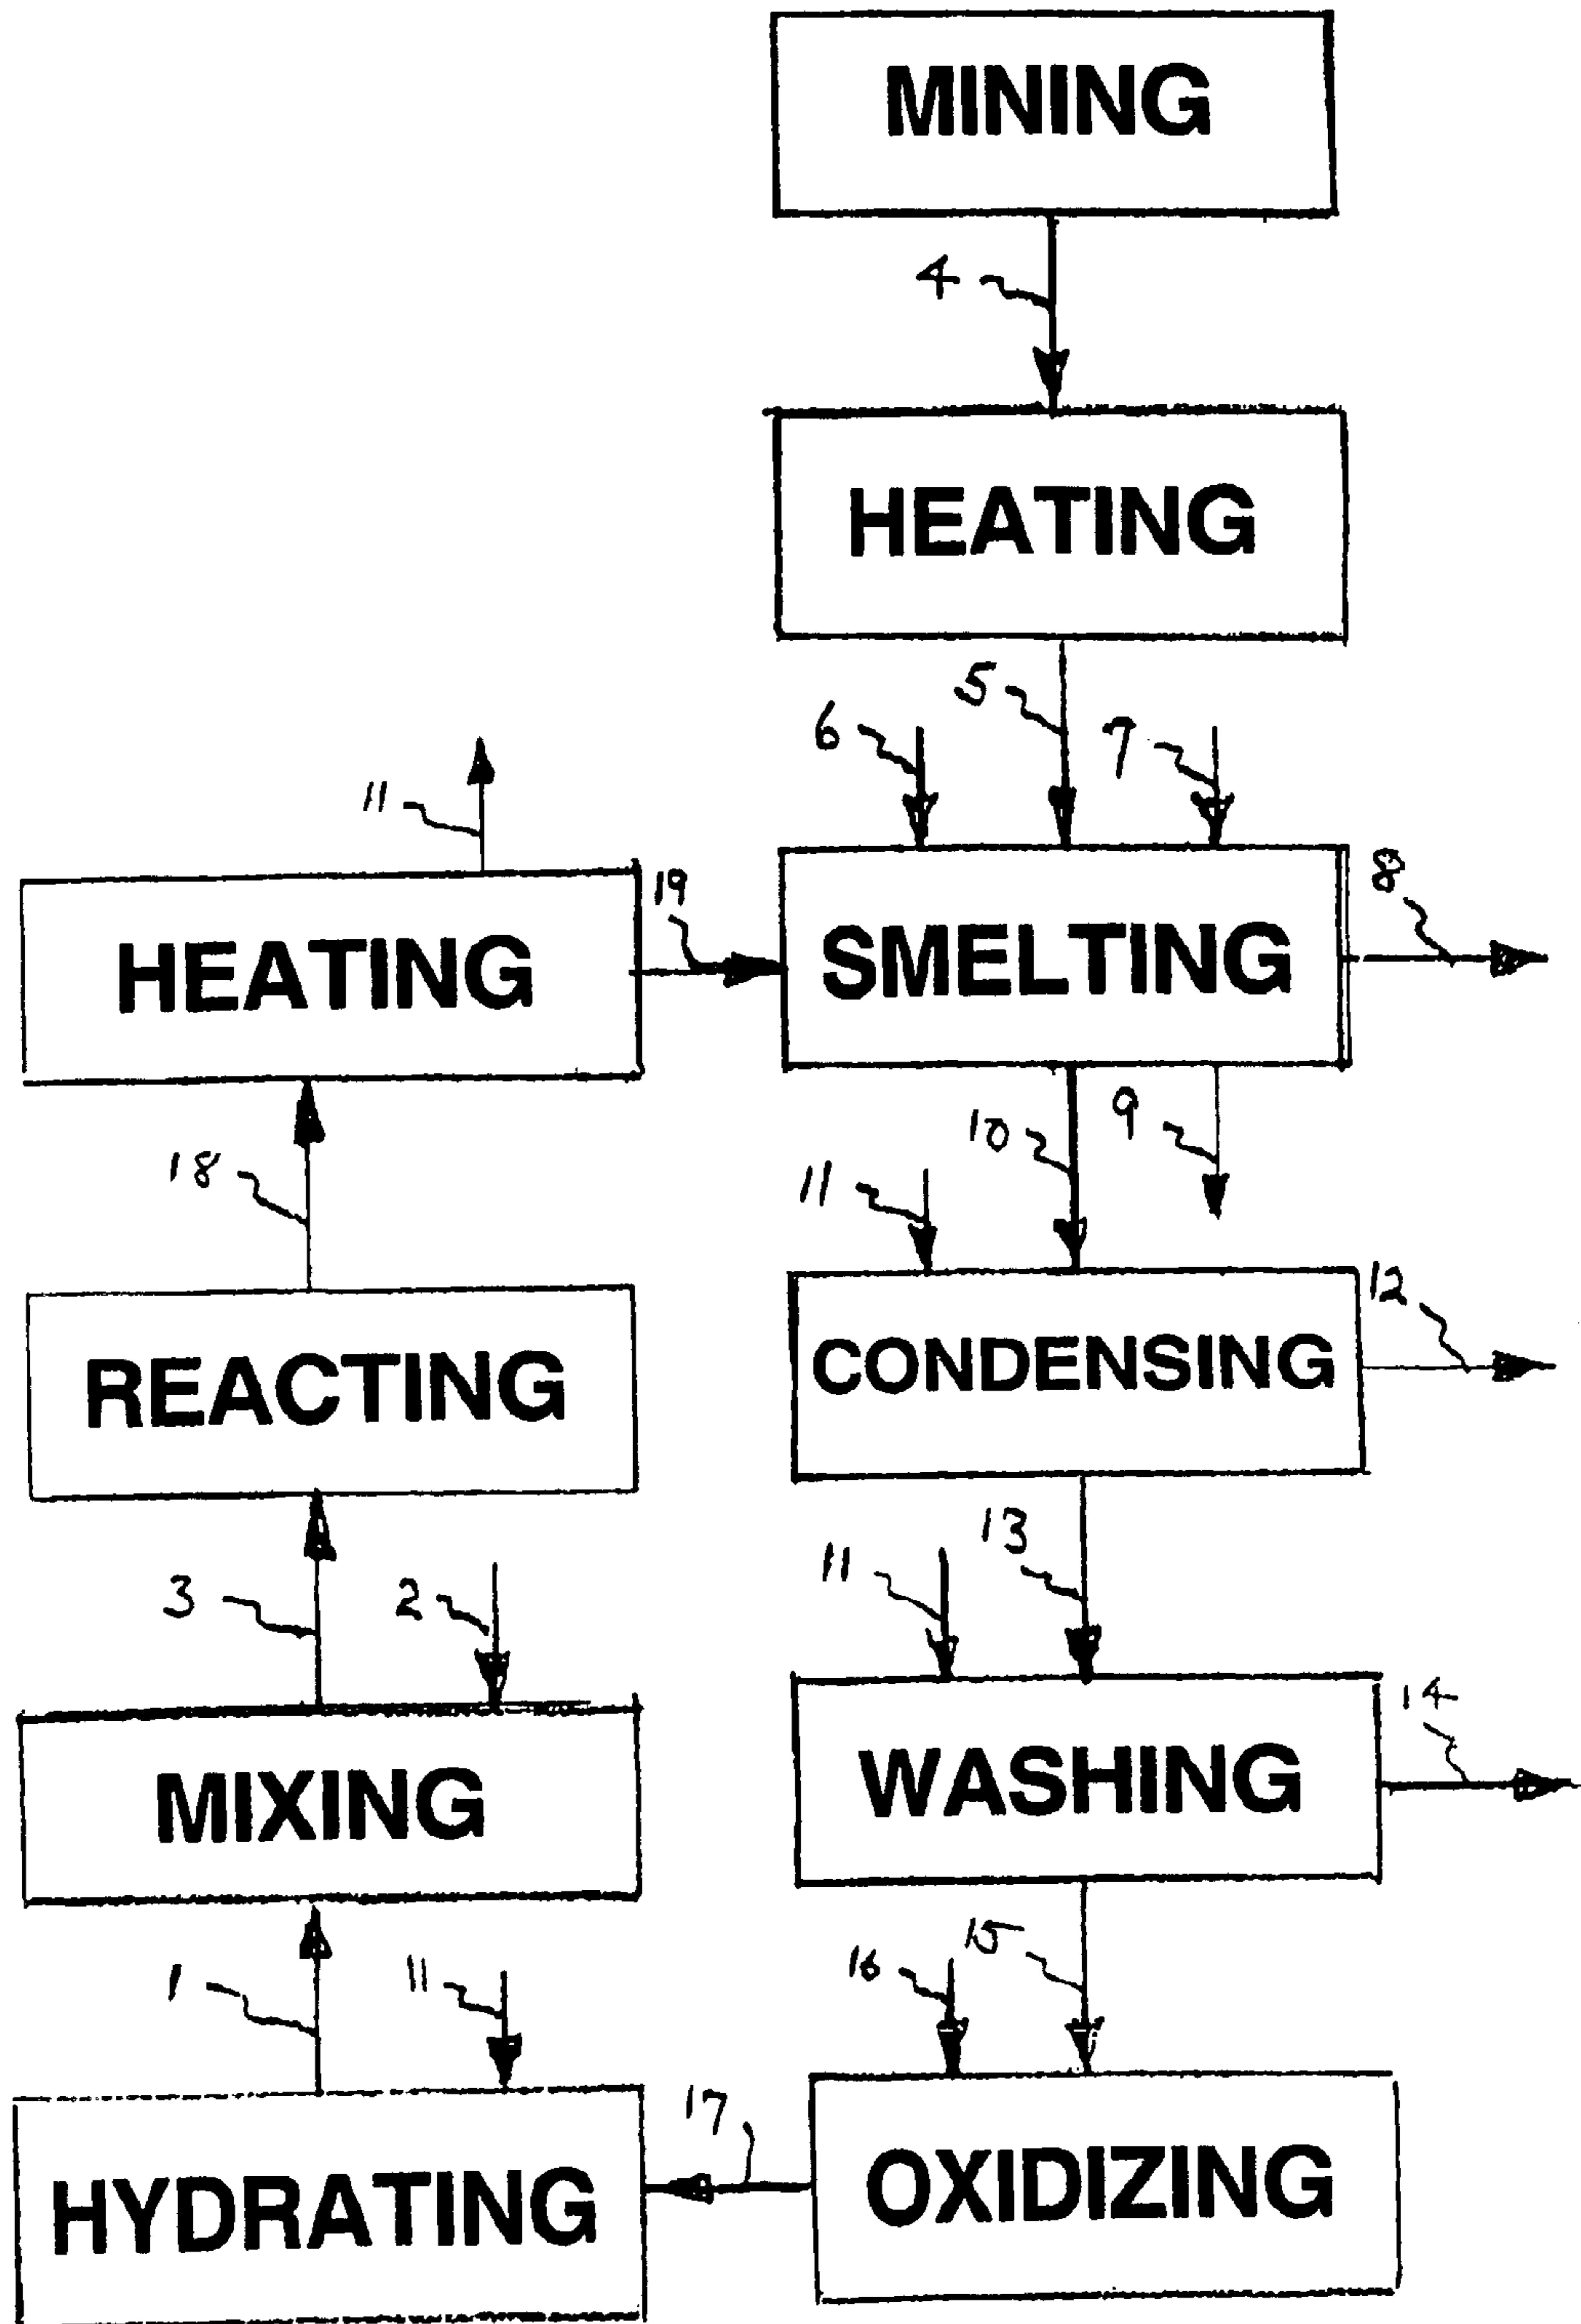 MINING
4
HEATING
6 5 7
11
HEATING
19
SMELTING
8
18
11 10 9
REACTING
CONDENSING
12
3 2
11 13
MIXING
WASHING
14
1 11
16 15
HYDRATING
17
OXIDIZING